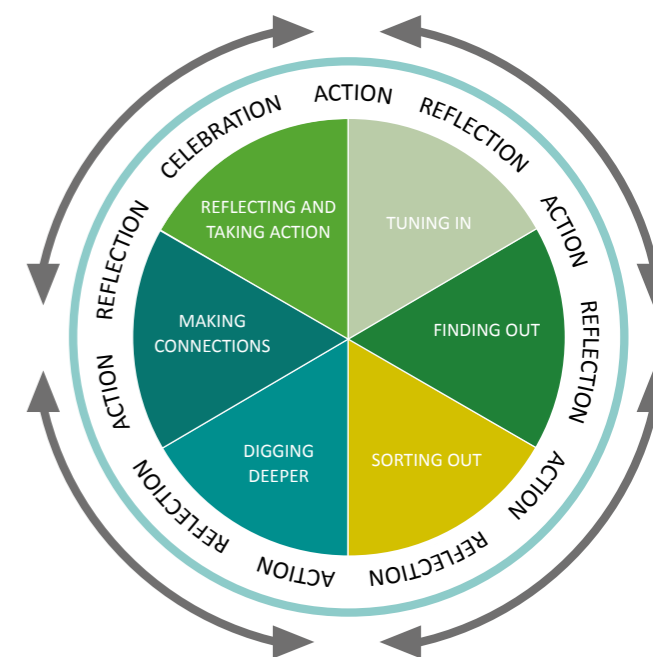 ACTION
REFLECTION
ACTION
REFLECTION
ACTION
REFLECTION
ACTION
REFLECTION
ACTION
REFLECTION
CELEBRATION
TUNING IN
FINDING OUT
SORTING OUT
DIGGING
DEEPER
MAKING
CONNECTIONS
REFLECTING AND
TAKING ACTION